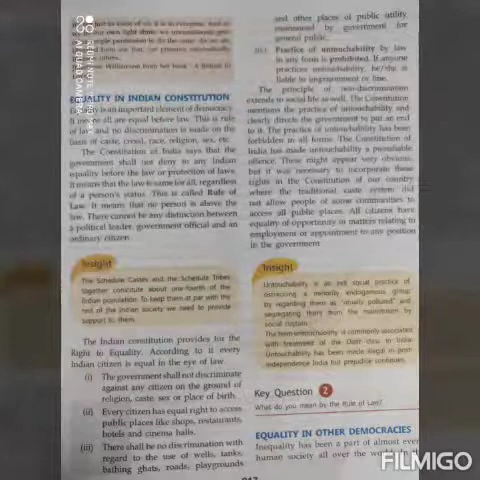 EQUALITY IN INDIAN CONSTITUTION
Equality is an important element of democracy.
It means all are equal before law. This is rule
of law and no discrimination is made on the
basis of caste, creed, race, religion, sex, etc.
The Constitution of India says that the
government shall not deny to any Indian
equality before the law or protection of laws.
It means that the law is same for all, regardless
of a person's status. This is called Rule of
Law. It means that no person is above the
law. There cannot be any distinction between
a political leader, government official and an
ordinary citizen.
Insight
The Schedule Castes and the Schedule Tribes
together constitute about one-fourth of the
Indian population. To keep them at par with the
rest of the Indian society we need to provide
support to them.
The Indian constitution provides for the
Right to Equality. According to it every
Indian citizen is equal in the eye of law.
(i) The government shall not discriminate
against any citizen on the ground of
religion, caste, sex or place of birth.
(ii) Every citizen has equal right to access
public places like shops, restaurants,
hotels and cinema halls.
(iii) There shall be no discrimination with
regard to the use of wells, tanks,
bathing ghats, roads, playgrounds
and other places of public utility
maintained by government for
general public.
Practice of untouchability by law
in any form is prohibited. If anyone
practices untouchability, he/she is
liable to imprisonment or fine.
The principle of non-discrimination
extends to social life as well. The Constitution
mentions the practice of untouchability and
clearly directs the government to put an end
to it. The practice of untouchability has been
forbidden in all forms. The Constitution of
India has made untouchability a punishable
offence. These might appear very obvious,
but it was necessary to incorporate these
rights in the Constitution of our country
where the traditional caste system did
not allow people of some communities to
access all public places. All citizens have
equality of opportunity in matters relating to
employment or appointment to any position
in the government.
Insight
Untouchability is an evil social practice of
ostracizing a minority endogamous group
by regarding them as "ritually polluted" and
segregating them from the mainstream by
social custom.
The term untouchability is commonly associated
with treatment of the Dalit class in India.
Untouchability has been made illegal in post-
independence India but prejudice continues.
Key Question 2
What do you mean by the Rule of Law?
EQUALITY IN OTHER DEMOCRACIES
Inequality has been a part of almost every
human society all over the world. In
FILMIGO